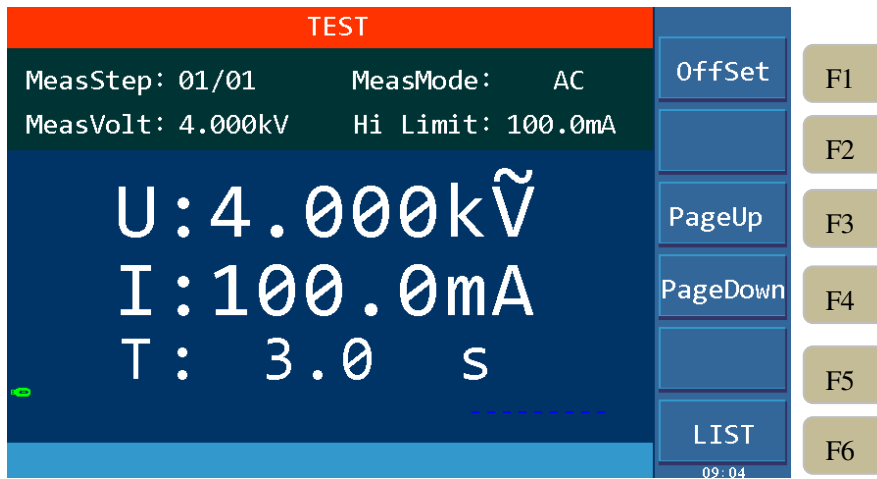 TEST
MeasStep: 01/01 MeasMode: AC
MeasVolt: 4.000kV Hi Limit: 100.0mA
U:4.000kṼ
I:100.0mA
T: 3.0 s
---------
OffSet
PageUp
PageDown
LIST
09:04
F1
F2
F3
F4
F5
F6